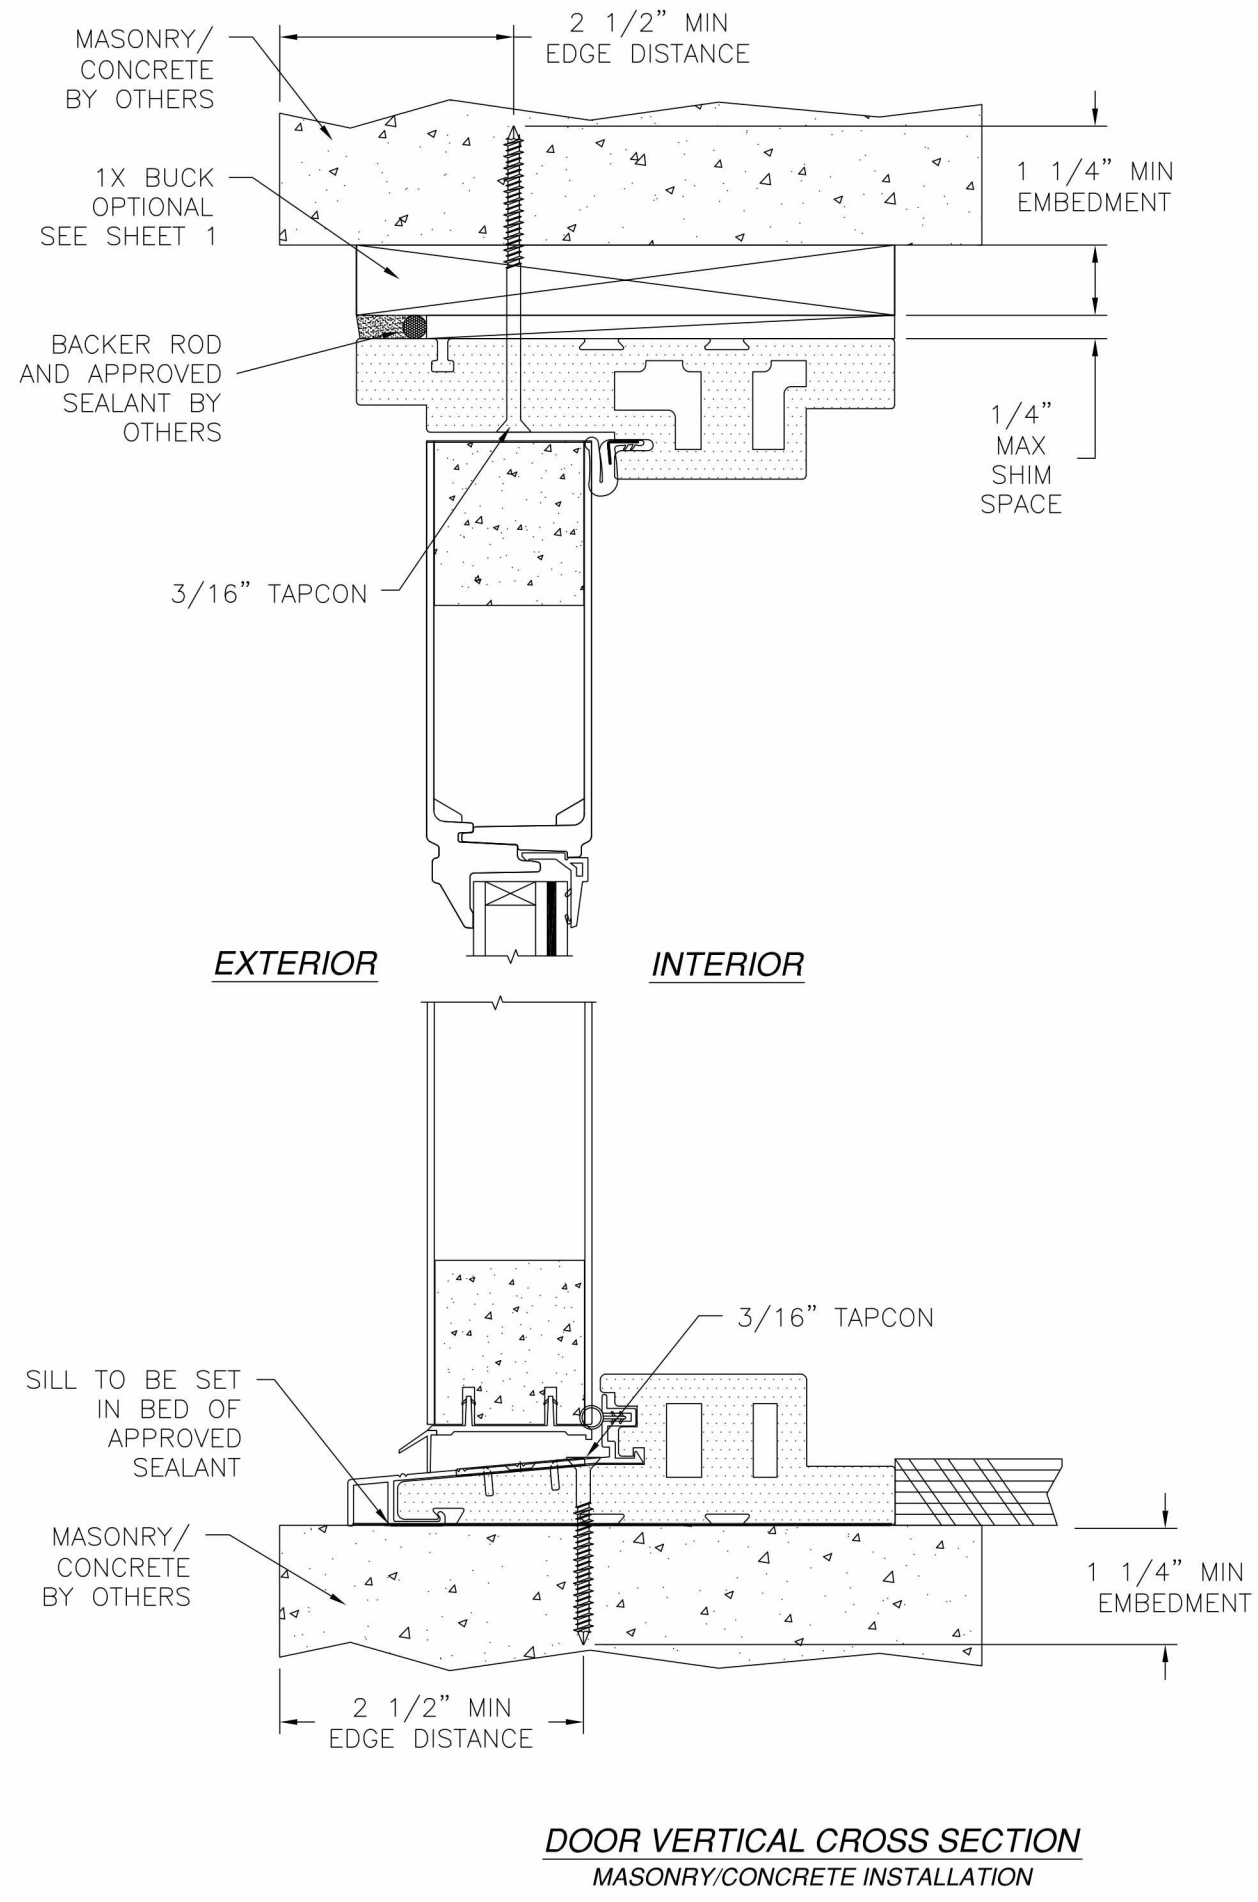 MASONRY/
CONCRETE
BY OTHERS
2 1/2” MIN
EDGE DISTANCE
1X BUCK
OPTIONAL
SEE SHEET 1
1 1/4” MIN
EMBEDMENT
BACKER ROD
AND APPROVED
SEALANT BY
OTHERS
1/4”
MAX
SHIM
SPACE
3/16” TAPCON
EXTERIOR
INTERIOR
3/16” TAPCON
SILL TO BE SET
IN BED OF
APPROVED
SEALANT
MASONRY/
CONCRETE
BY OTHERS
1 1/4” MIN
EMBEDMENT
2 1/2” MIN
EDGE DISTANCE
DOOR VERTICAL CROSS SECTION
MASONRY/CONCRETE INSTALLATION